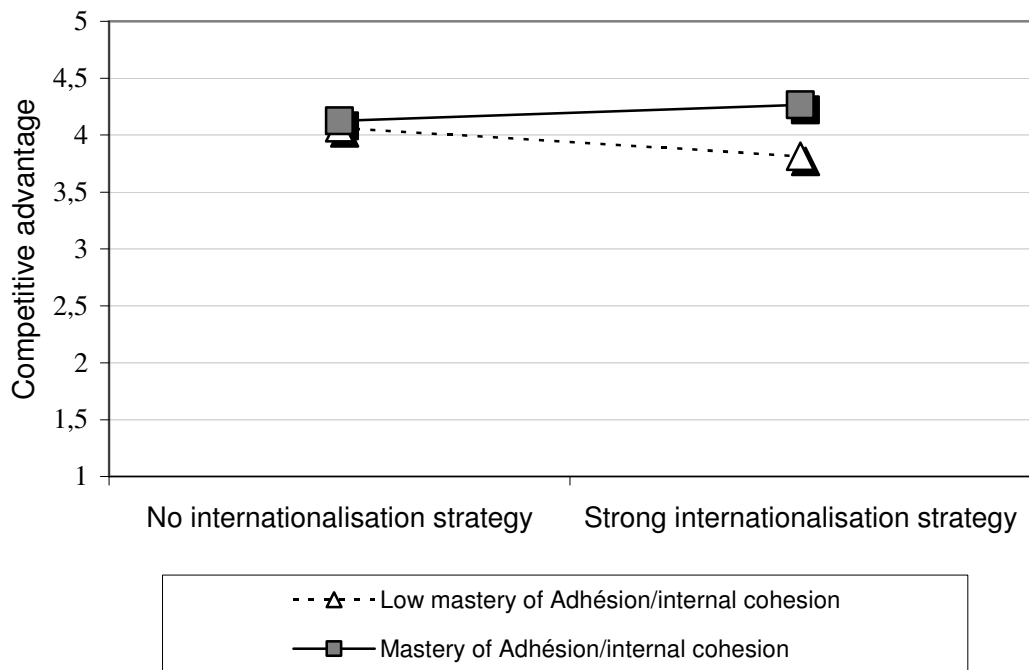 Competitive advantage
5
4,5
4
3,5
3
2,5
2
1,5
1
No internationalisation strategy
Strong internationalisation strategy
Low mastery of Adhésion/internal cohesion
Mastery of Adhésion/internal cohesion